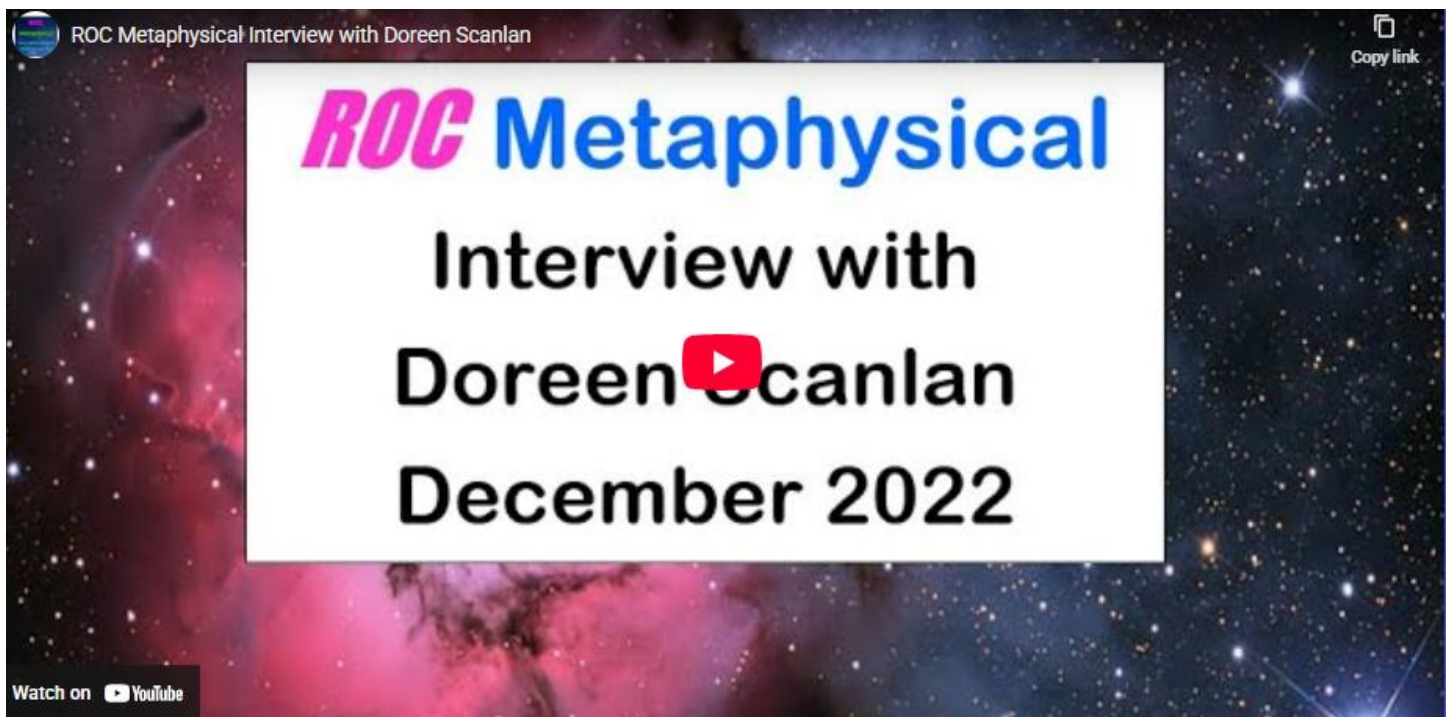 ROC Metaphysical Interview with Doreen Scanlan
Copy link
ROC Metaphysical
Interview with
Doreen Scanlan
December 2022
Watch on YouTube